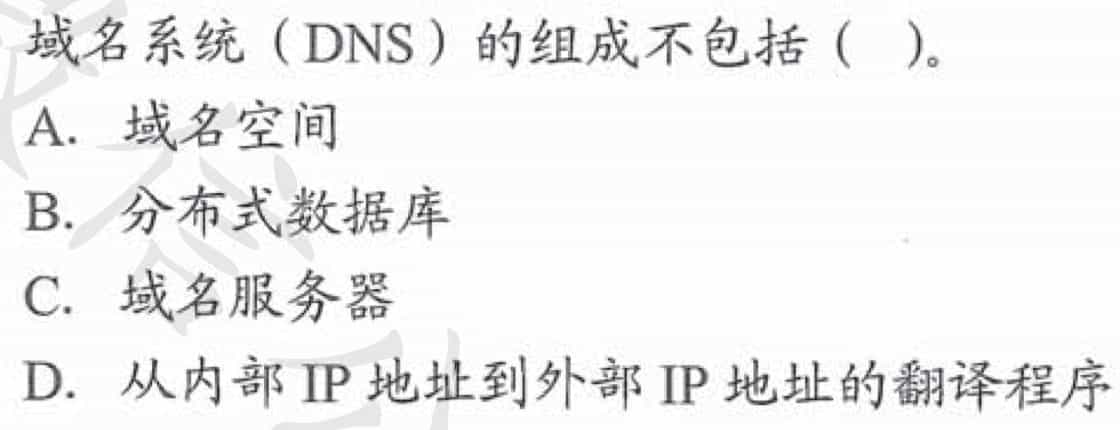 域名系统（DNS）的组成不包括（ ）。
A. 域名空间
B. 分布式数据库
C. 域名服务器
D. 从内部 IP 地址到外部 IP 地址的翻译程序